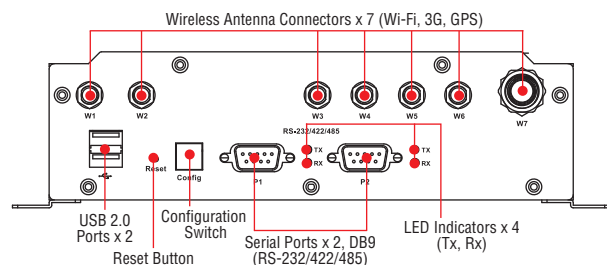 Wireless Antenna Connectors x 7 (Wi-Fi, 3G, GPS)
W1
W2
W3
W4
W5
W6
W7
RS-232/422/485
TX
RX
TX
RX
Reset
Config
P1
P2
USB 2.0
Ports x 2
Reset Button
Configuration
Switch
Serial Ports x 2, DB9
(RS-232/422/485)
LED Indicators x 4
(Tx, Rx)